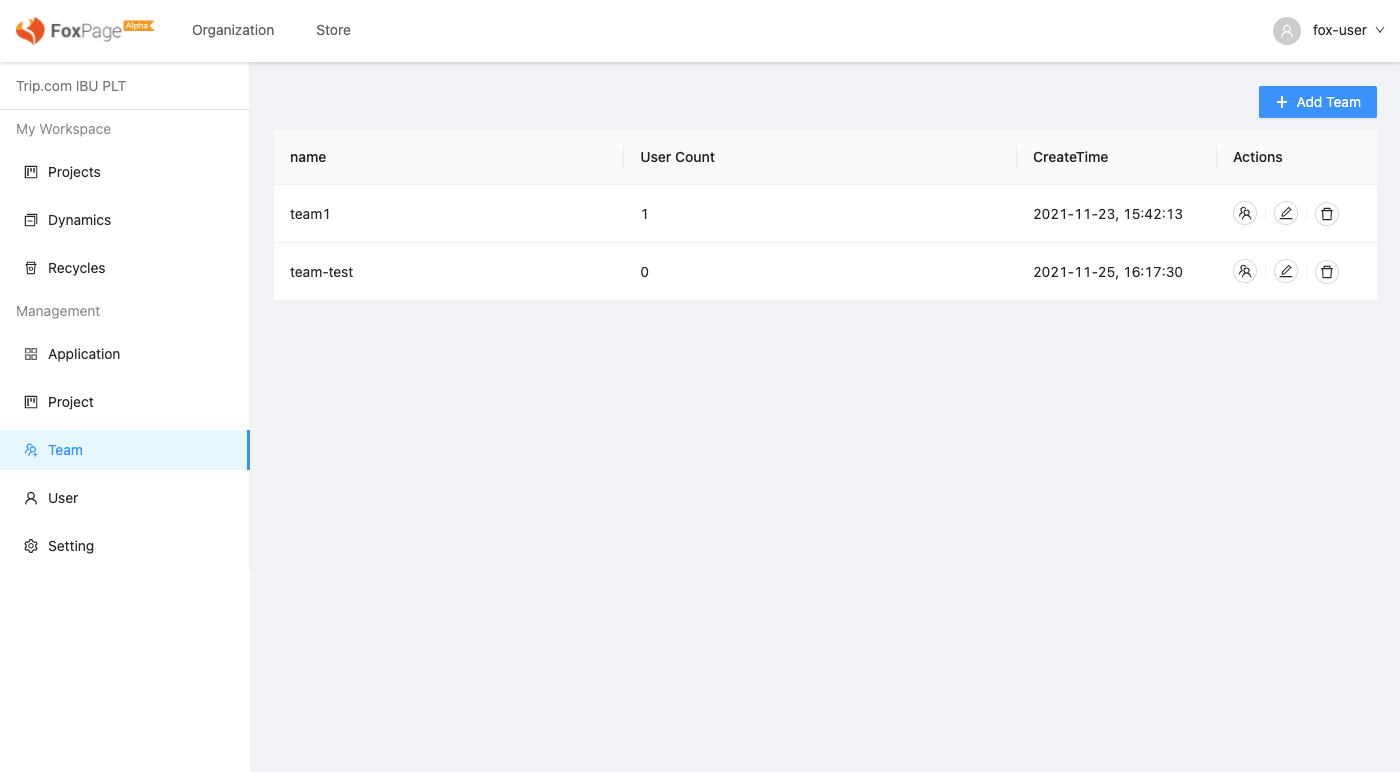 FoxPage Alpha
Organization
Store
fox-user
Trip.com IBU PLT
My Workspace
Projects
Dynamics
Recycles
Management
Application
Project
Team
User
Setting
Add Team
name User Count CreateTime Actions
team1 1 2021-11-23, 15:42:13
team-test 0 2021-11-25, 16:17:30